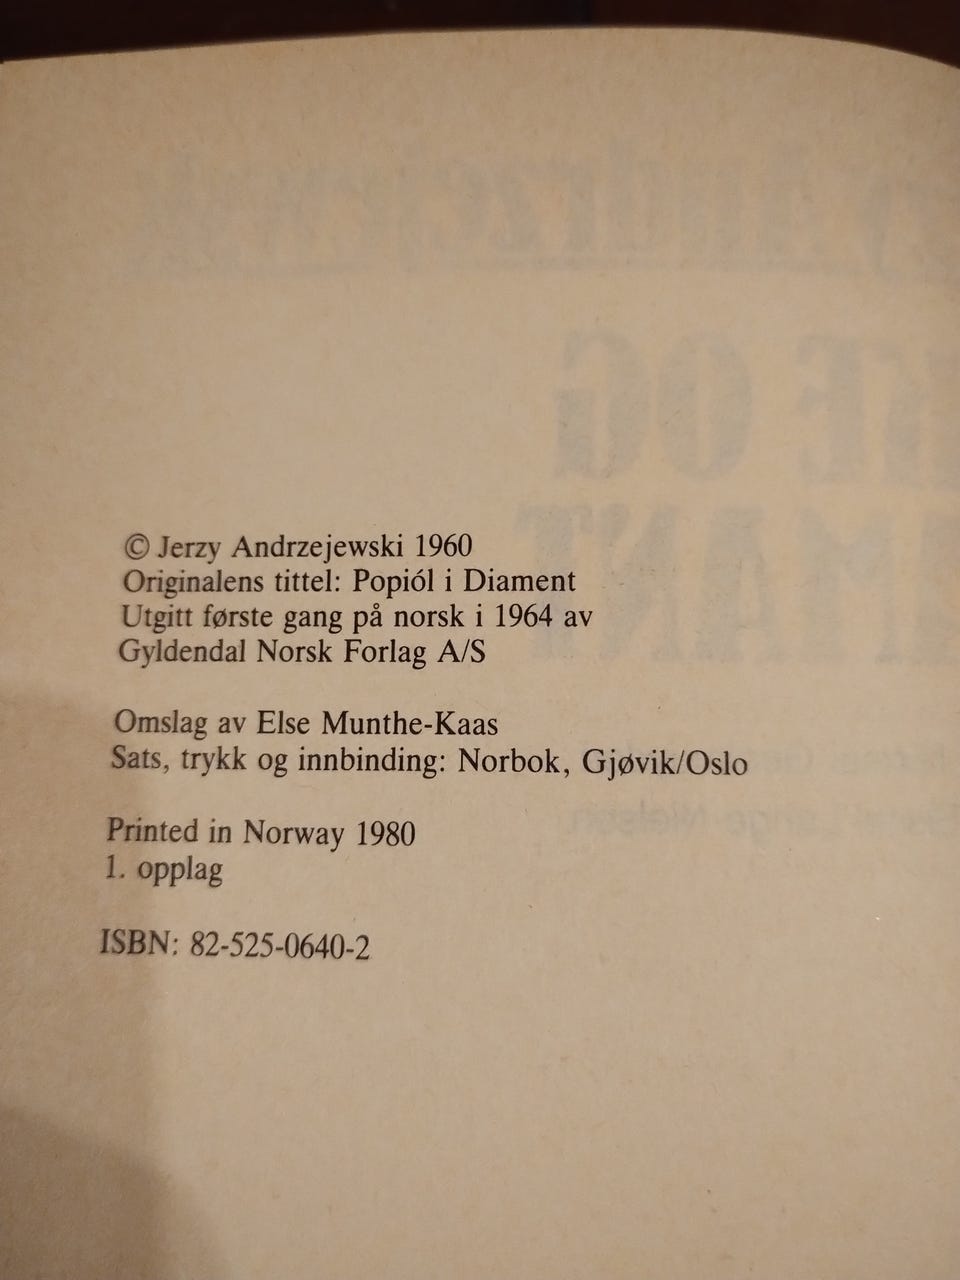 © Jerzy Andrzejewski 1960
Originalens tittel: Popiól i Diament
Utgitt første gang på norsk i 1964 av
Gyldendal Norsk Forlag A/S
Omslag av Else Munthe-Kaas
Sats, trykk og innbinding: Norbok, Gjøvik/Oslo
Printed in Norway 1980
1. opplag
ISBN: 82-525-0640-2